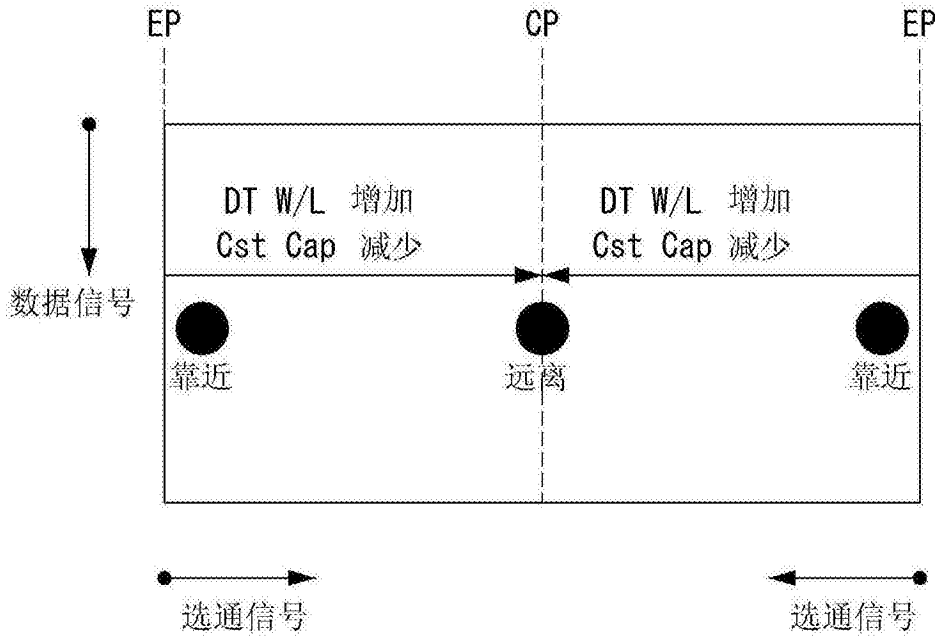 EP CP EP
DT W/L 增加 DT W/L 增加
Cst Cap 减少 Cst Cap 减少
数据信号
靠近 远离 靠近
选通信号 选通信号